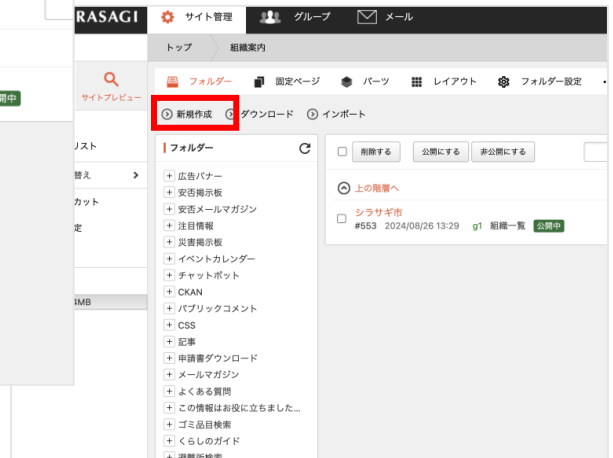 RASAGI サイト管理 グループ メール
トップ 組織案内
開中
サイトプレビュー
フォルダー 固定ページ パーツ レイアウト フォルダー設定
新規作成 ダウンロード インポート
リスト
替え
カット
定
4MB
フォルダー
広告バナー
安否掲示板
安否メールマガジン
注目情報
災害掲示板
イベントカレンダー
チャットボット
CKAN
パブリックコメント
CSS
記事
申請書ダウンロード
メールマガジン
よくある質問
この情報はお役に立ちました...
ゴミ品目検索
くらしのガイド
避難所検索
削除する 公開にする 非公開にする
上の階層へ
シラサギ市
#553 2024/08/26 13:29 g1 組織一覧 公開中